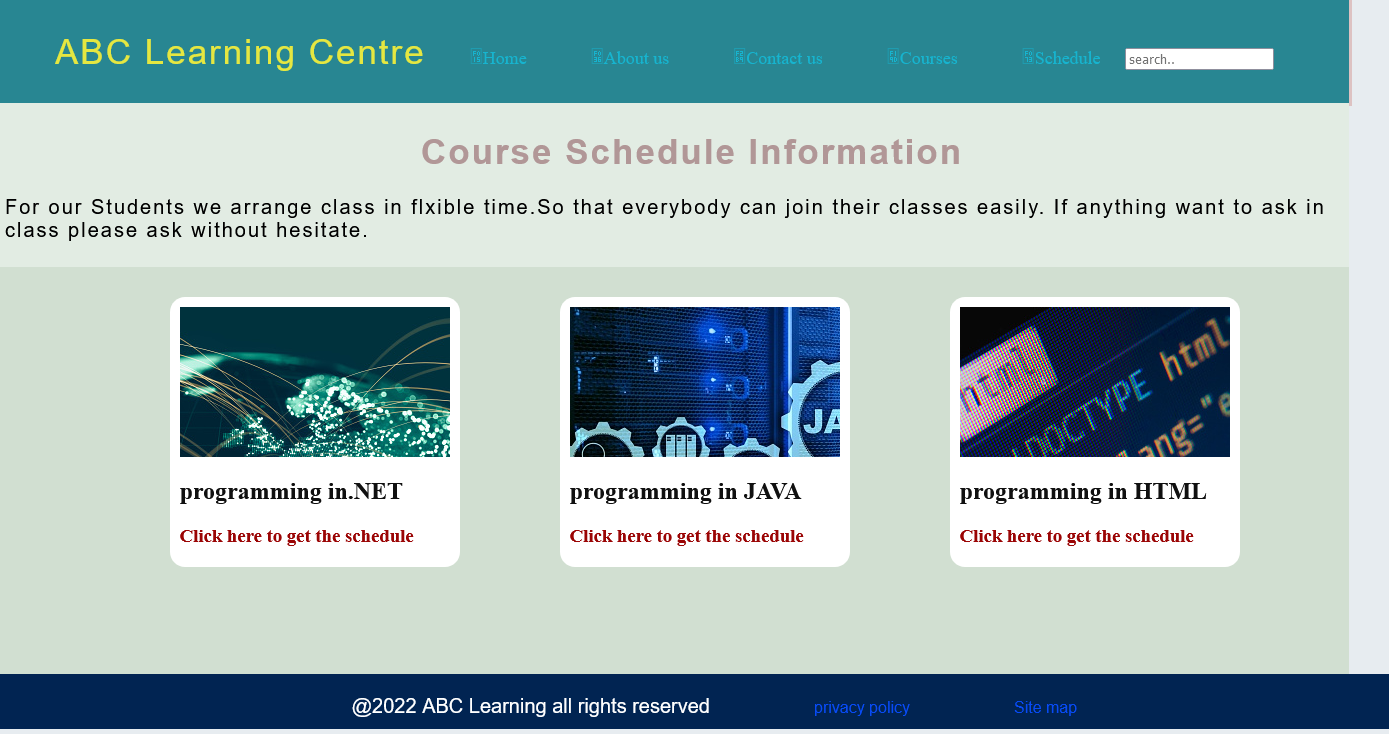 ABC Learning Centre
Home About us Contact us Courses Schedule search..
Course Schedule Information
For our Students we arrange class in flxible time.So that everybody can join their classes easily. If anything want to ask in
class please ask without hesitate.
JA
html
html
!DOCTYPE
lang="e
programming in.NET
programming in JAVA
programming in HTML
Click here to get the schedule
Click here to get the schedule
Click here to get the schedule
@2022 ABC Learning all rights reserved privacy policy Site map